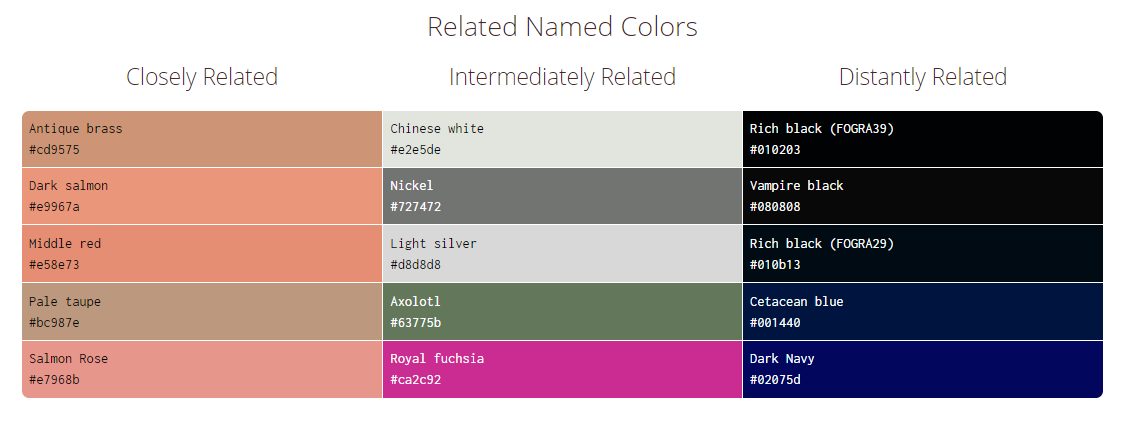 Related Named Colors
Closely Related
Intermediately Related
Distantly Related
Antique brass
#cd9575
Chinese white
#e2e5de
Rich black (FOGRA39)
#010203
Dark salmon
#e9967a
Nickel
#727472
Vampire black
#080808
Middle red
#e58e73
Light silver
#d8d8d8
Rich black (FOGRA29)
#010b13
Pale taupe
#bc987e
Axolotl
#63775b
Cetacean blue
#001440
Salmon Rose
#e7968b
Royal fuchsia
#ca2c92
Dark Navy
#02075d